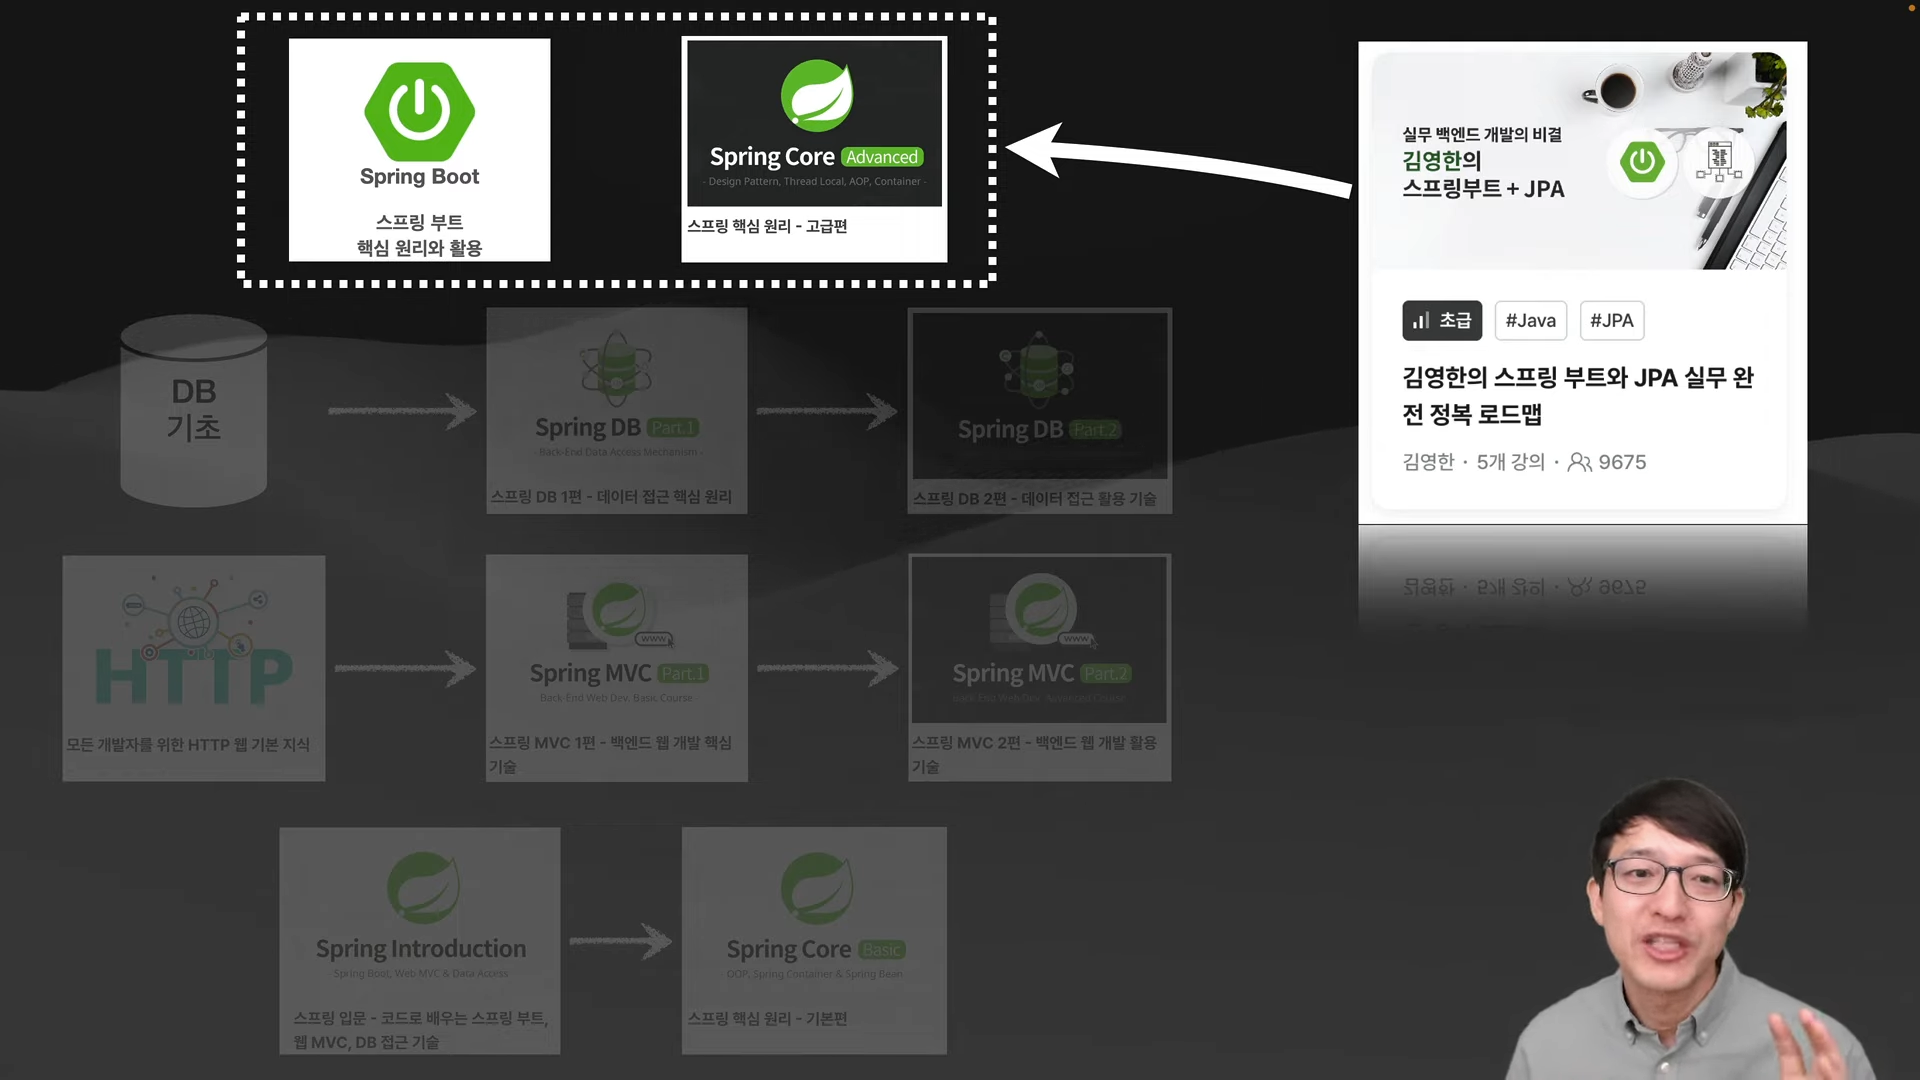 Spring Boot
스프링 부트
핵심 원리와 활용
Spring Core Advanced
- Design Pattern, Thread Local, AOP, Container -
스프링 핵심 원리 - 고급편
실무 백엔드 개발의 비결
김영한의
스프링부트 + JPA
초급 #Java #JPA
김영한의 스프링 부트와 JPA 실무 완
전 정복 로드맵
김영한 · 5개 강의 · 9675
DB
기초
Spring DB Part.1
- Back-End Data Access Mechanism -
스프링 DB 1편 - 데이터 접근 핵심 원리
Spring DB Part.2
스프링 DB 2편 - 데이터 접근 활용 기술
HTTP
모든 개발자를 위한 HTTP 웹 기본 지식
www
Spring MVC Part.1
Back-End Web Dev. Basic Course
스프링 MVC 1편 - 백엔드 웹 개발 핵심
기술
www
Spring MVC Part.2
Back-End Web Dev. Advanced Course
스프링 MVC 2편 - 백엔드 웹 개발 활용
기술
Spring Introduction
Spring Boot, Web MVC & Data Access
스프링 입문 - 코드로 배우는 스프링 부트,
웹 MVC, DB 접근 기술
Spring Core Basic
OOP, Spring Container & Spring Bean
스프링 핵심 원리 - 기본편